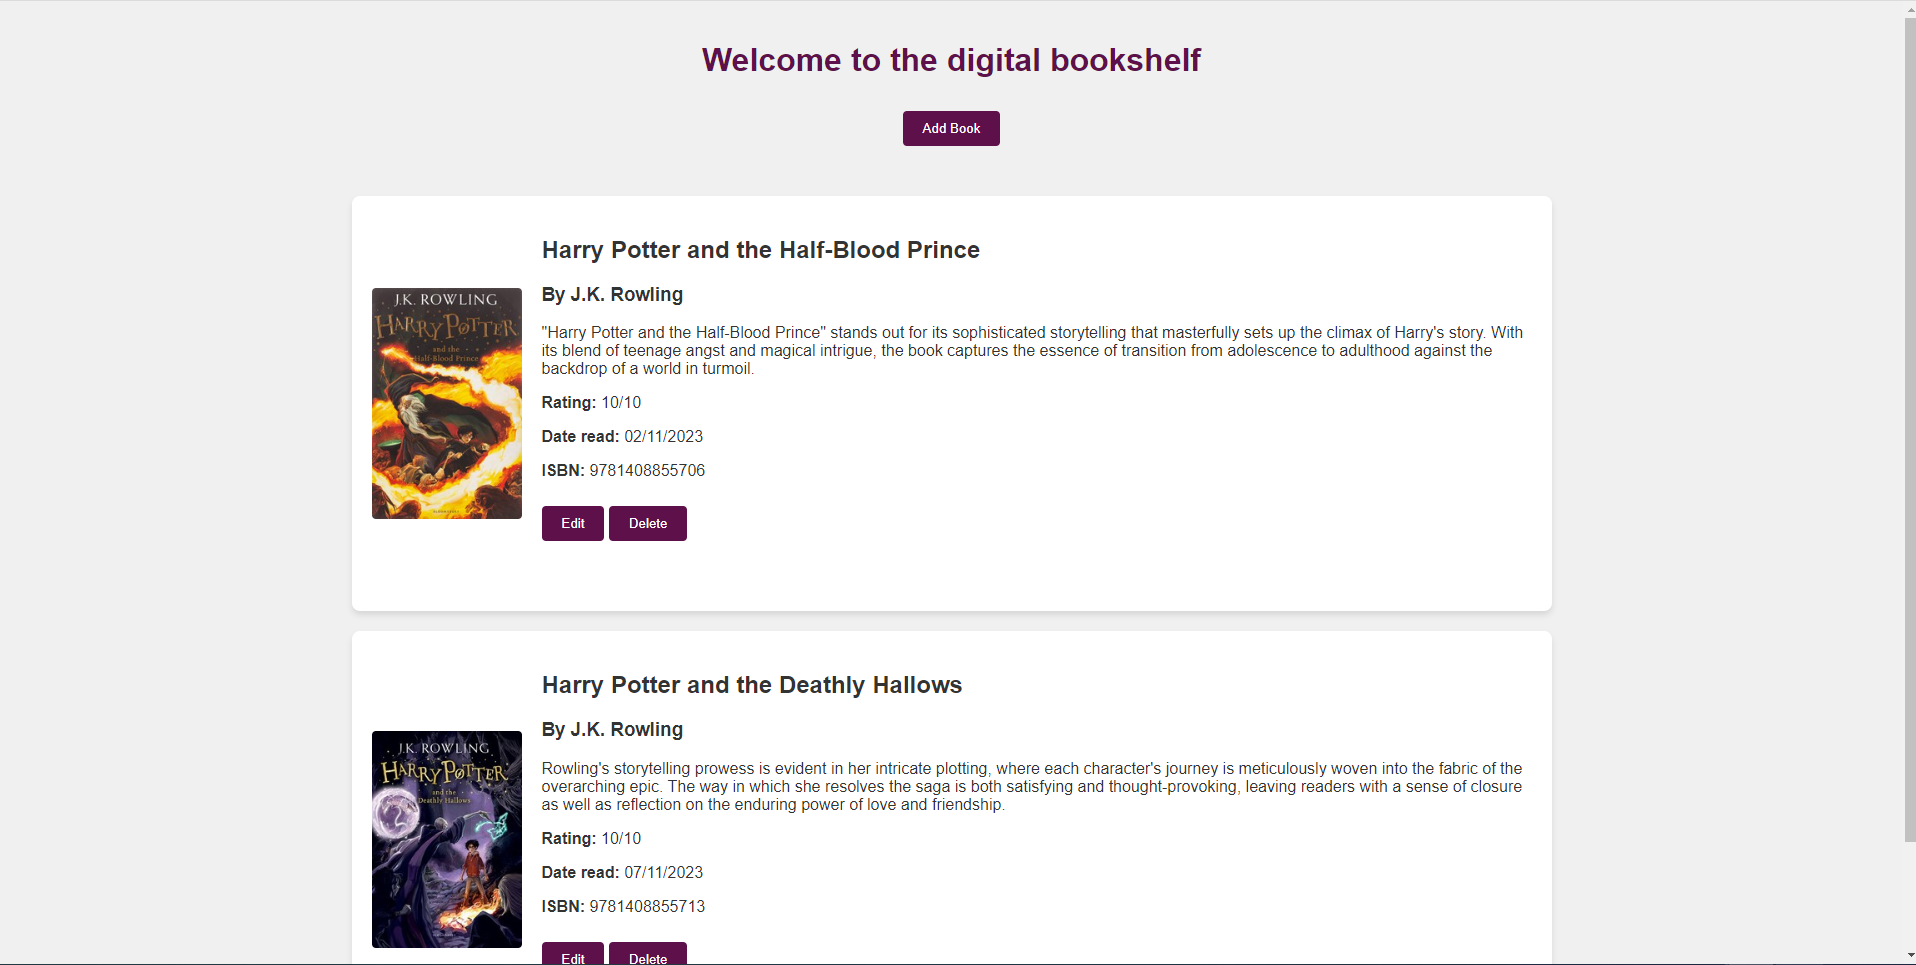 Welcome to the digital bookshelf
Add Book
J.K. ROWLING
HARRY POTTER
and the
Half-Blood Prince
Harry Potter and the Half-Blood Prince
By J.K. Rowling
"Harry Potter and the Half-Blood Prince" stands out for its sophisticated storytelling that masterfully sets up the climax of Harry's story. With
its blend of teenage angst and magical intrigue, the book captures the essence of transition from adolescence to adulthood against the
backdrop of a world in turmoil.
Rating: 10/10
Date read: 02/11/2023
ISBN: 9781408855706
Edit Delete
J.K. ROWLING
HARRY POTTER
and the
Deathly Hallows
Harry Potter and the Deathly Hallows
By J.K. Rowling
Rowling's storytelling prowess is evident in her intricate plotting, where each character's journey is meticulously woven into the fabric of the
overarching epic. The way in which she resolves the saga is both satisfying and thought-provoking, leaving readers with a sense of closure
as well as reflection on the enduring power of love and friendship.
Rating: 10/10
Date read: 07/11/2023
ISBN: 9781408855713
Edit Delete